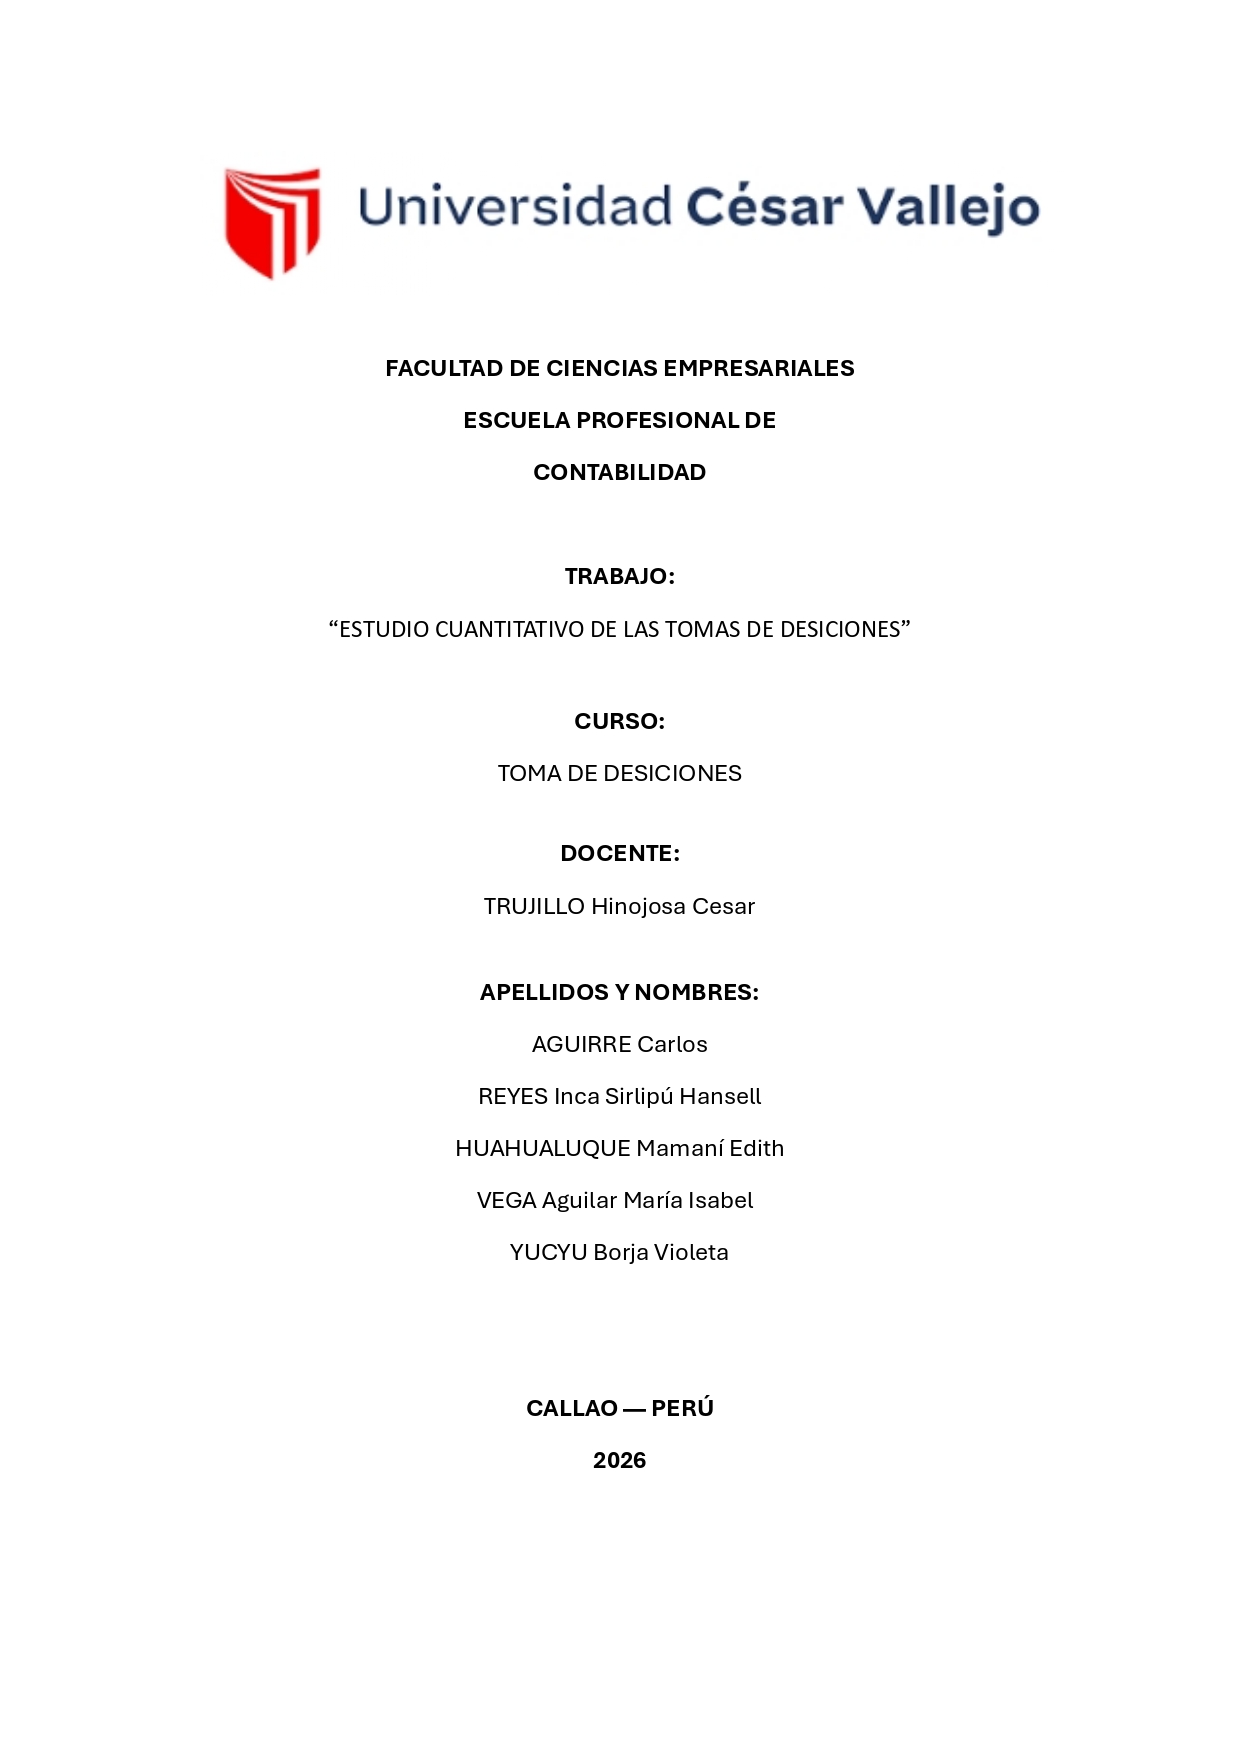 Universidad César Vallejo
FACULTAD DE CIENCIAS EMPRESARIALES
ESCUELA PROFESIONAL DE
CONTABILIDAD
TRABAJO:
“ESTUDIO CUANTITATIVO DE LAS TOMAS DE DESICIONES”
CURSO:
TOMA DE DESICIONES
DOCENTE:
TRUJILLO Hinojosa Cesar
APELLIDOS Y NOMBRES:
AGUIRRE Carlos
REYES Inca Sirlipú Hansell
HUAHUALUQUE Mamaní Edith
VEGA Aguilar María Isabel
YUCYU Borja Violeta
CALLAO — PERÚ
2026